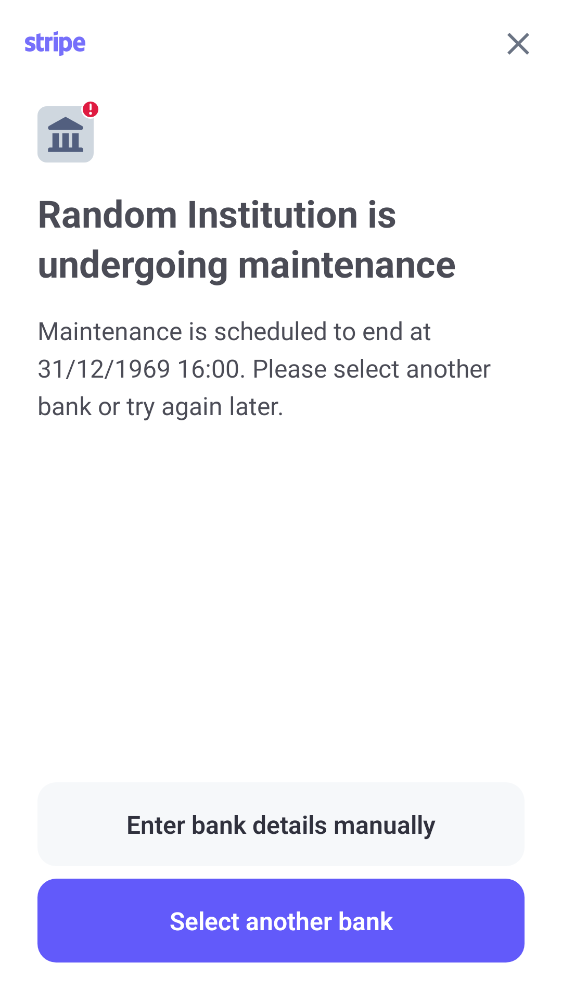 stripe
Random Institution is
undergoing maintenance
Maintenance is scheduled to end at
31/12/1969 16:00. Please select another
bank or try again later.
Enter bank details manually
Select another bank